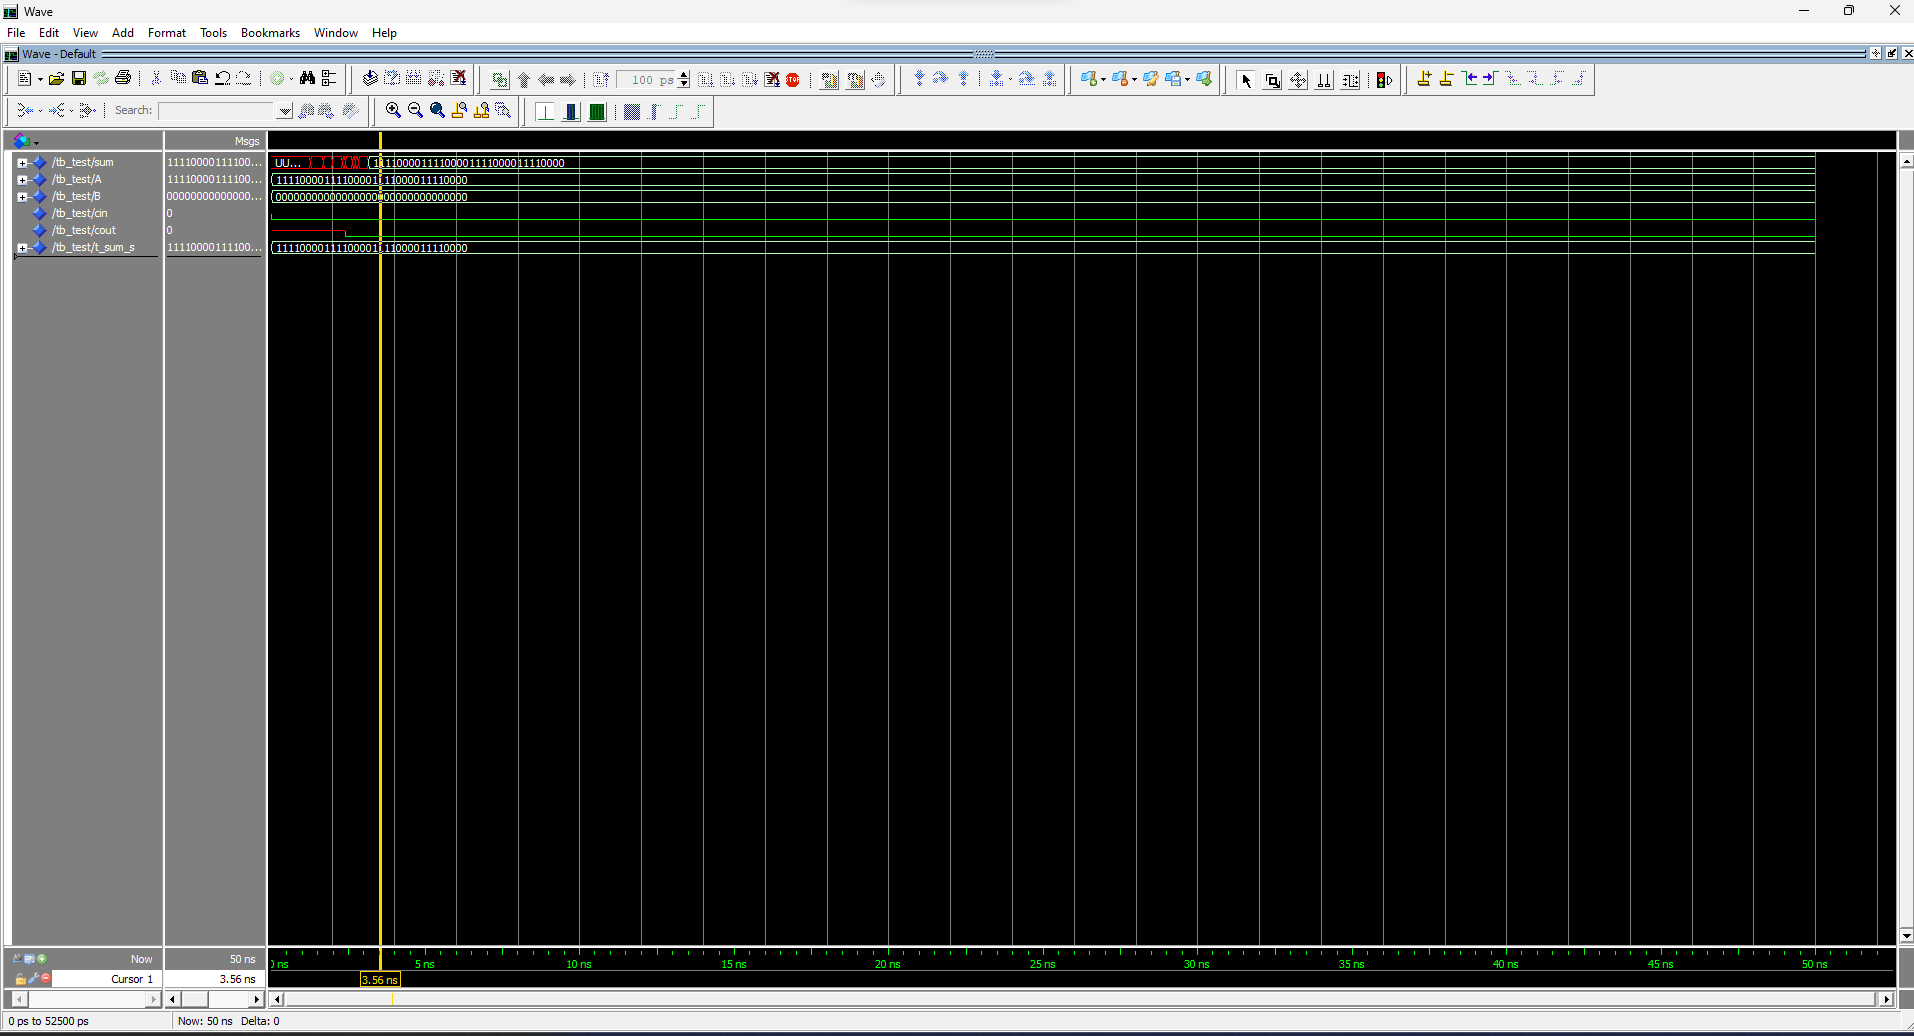 Wave
File Edit View Add Format Tools Bookmarks Window Help
Wave - Default
100 ps
STOP
Search:
Msgs
/tb_test/sum 11110000111100... UU... 11110000111100001111000011110000
/tb_test/A 11110000111100... 11110000111100001111000011110000
/tb_test/B 00000000000000... 00000000000000000000000000000000
/tb_test/cin 0
/tb_test/cout 0
/tb_test/t_sum_s 11110000111100... 11110000111100001111000011110000
Now 50 ns 0 ns 5 ns 10 ns 15 ns 20 ns 25 ns 30 ns 35 ns 40 ns 45 ns 50 ns
Cursor 1 3.56 ns 3.56 ns
0 ps to 52500 ps Now: 50 ns Delta: 0